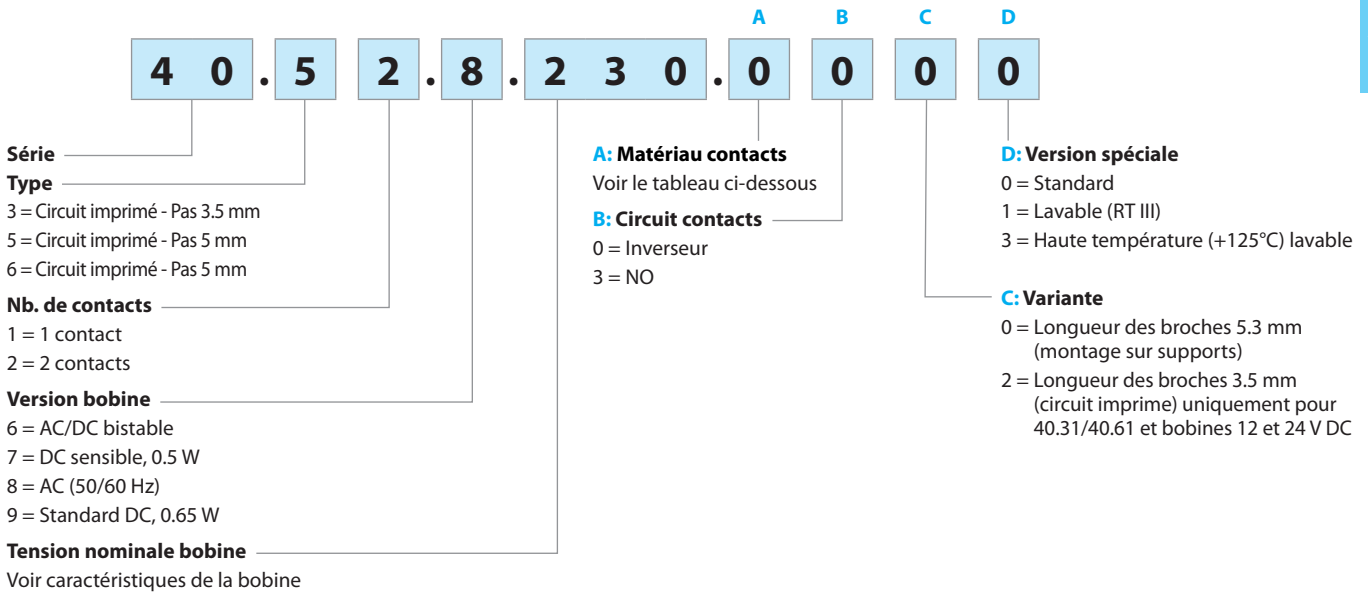 A B C D
4 0 . 5 2 . 8 . 2 3 0 . 0 0 0 0
Série
Type
3 = Circuit imprimé - Pas 3.5 mm
5 = Circuit imprimé - Pas 5 mm
6 = Circuit imprimé - Pas 5 mm
Nb. de contacts
1 = 1 contact
2 = 2 contacts
Version bobine
6 = AC/DC bistable
7 = DC sensible, 0.5 W
8 = AC (50/60 Hz)
9 = Standard DC, 0.65 W
Tension nominale bobine
Voir caractéristiques de la bobine
A: Matériau contacts
Voir le tableau ci-dessous
B: Circuit contacts
0 = Inverseur
3 = NO
D: Version spéciale
0 = Standard
1 = Lavable (RT III)
3 = Haute température (+125°C) lavable
C: Variante
0 = Longueur des broches 5.3 mm
(montage sur supports)
2 = Longueur des broches 3.5 mm
(circuit imprime) uniquement pour
40.31/40.61 et bobines 12 et 24 V DC